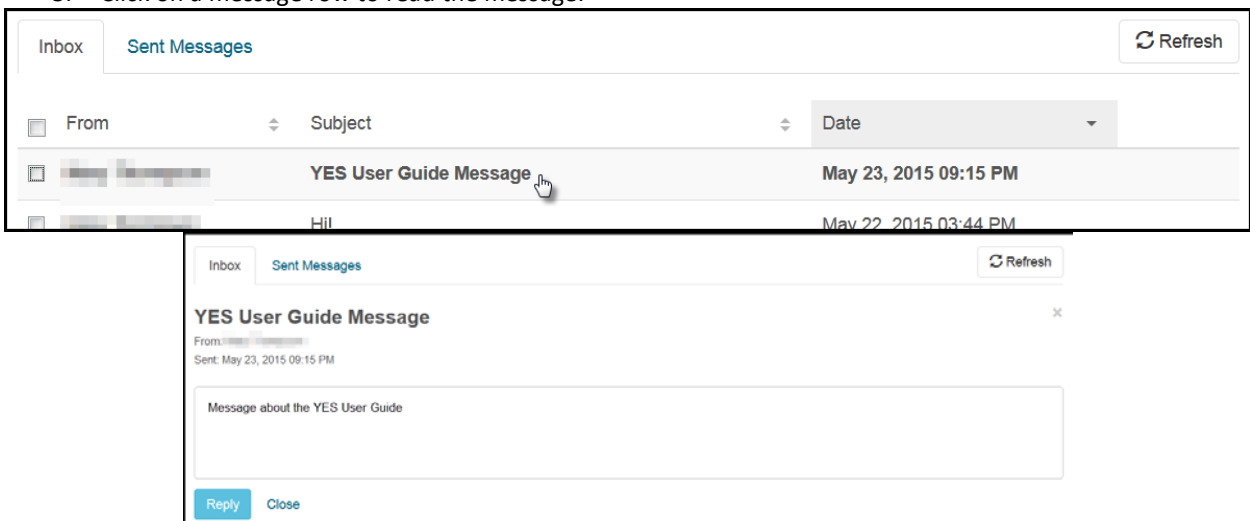 Click on a message row to read the message.
Inbox Sent Messages Refresh
From Subject Date
YES User Guide Message May 23, 2015 09:15 PM
Hi! May 22, 2015 03:44 PM
Inbox Sent Messages Refresh
YES User Guide Message
From:
Sent: May 23, 2015 09:15 PM
Message about the YES User Guide
Reply Close